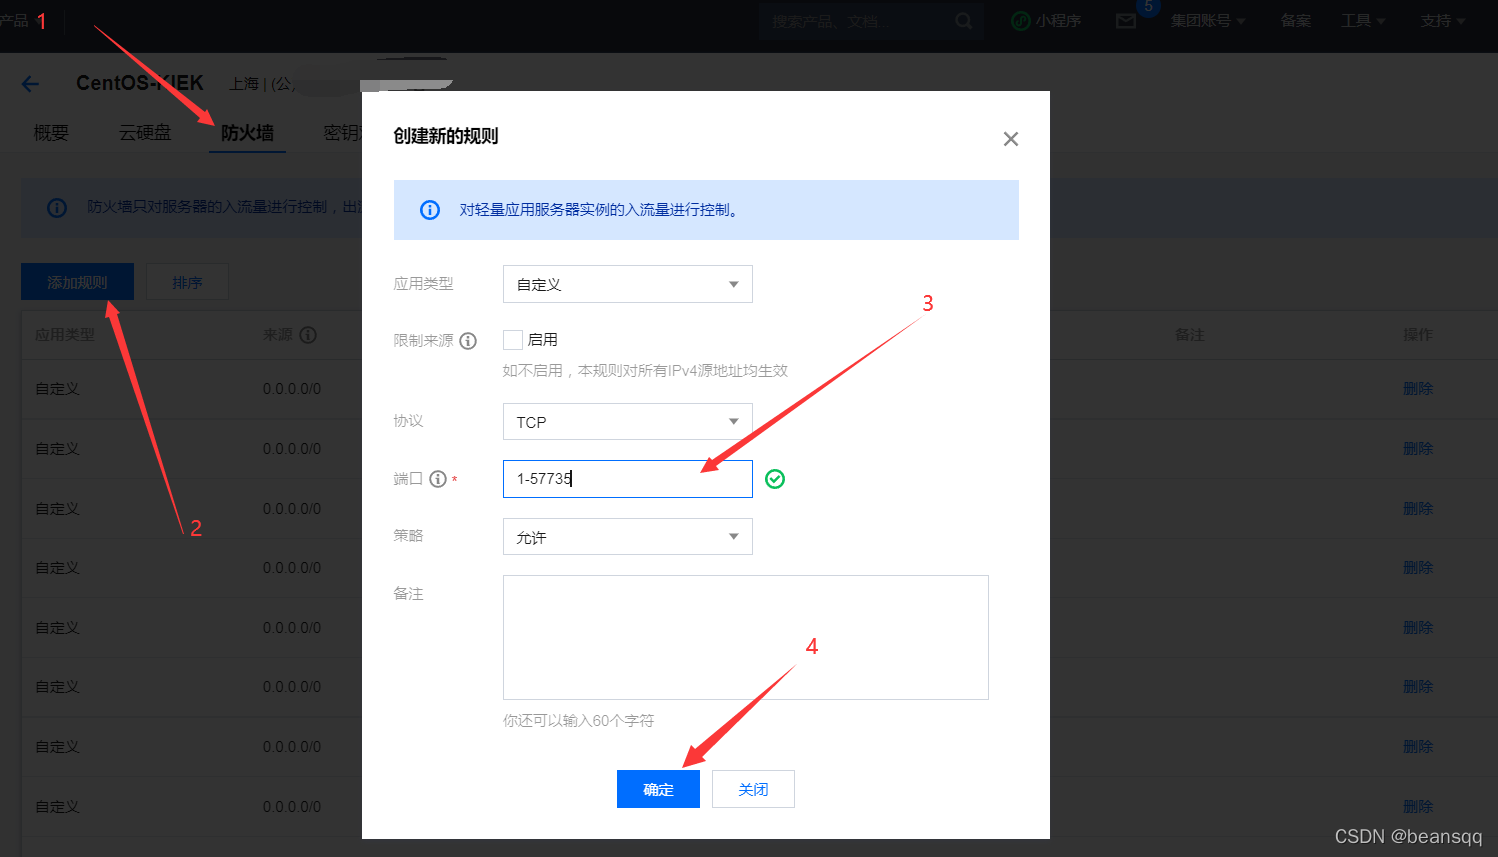 产品
1
搜索产品、文档...
小程序
5
集团账号
备案
工具
支持
CentOS-KIEK
上海 | (公
概要
云硬盘
防火墙
密钥
防火墙只对服务器的入流量进行控制，出
添加规则
排序
应用类型
来源
备注
操作
自定义 0.0.0.0/0 删除
自定义 0.0.0.0/0 删除
自定义 0.0.0.0/0 删除
自定义 0.0.0.0/0 删除
自定义 0.0.0.0/0 删除
自定义 0.0.0.0/0 删除
自定义 0.0.0.0/0 删除
自定义 0.0.0.0/0 删除
2
创建新的规则
对轻量应用服务器实例的入流量进行控制。
应用类型 自定义
限制来源 启用
如不启用，本规则对所有IPv4源地址均生效
3
协议 TCP
端口 * 1-57735
策略 允许
备注
4
你还可以输入60个字符
确定
关闭
CSDN @beansqq